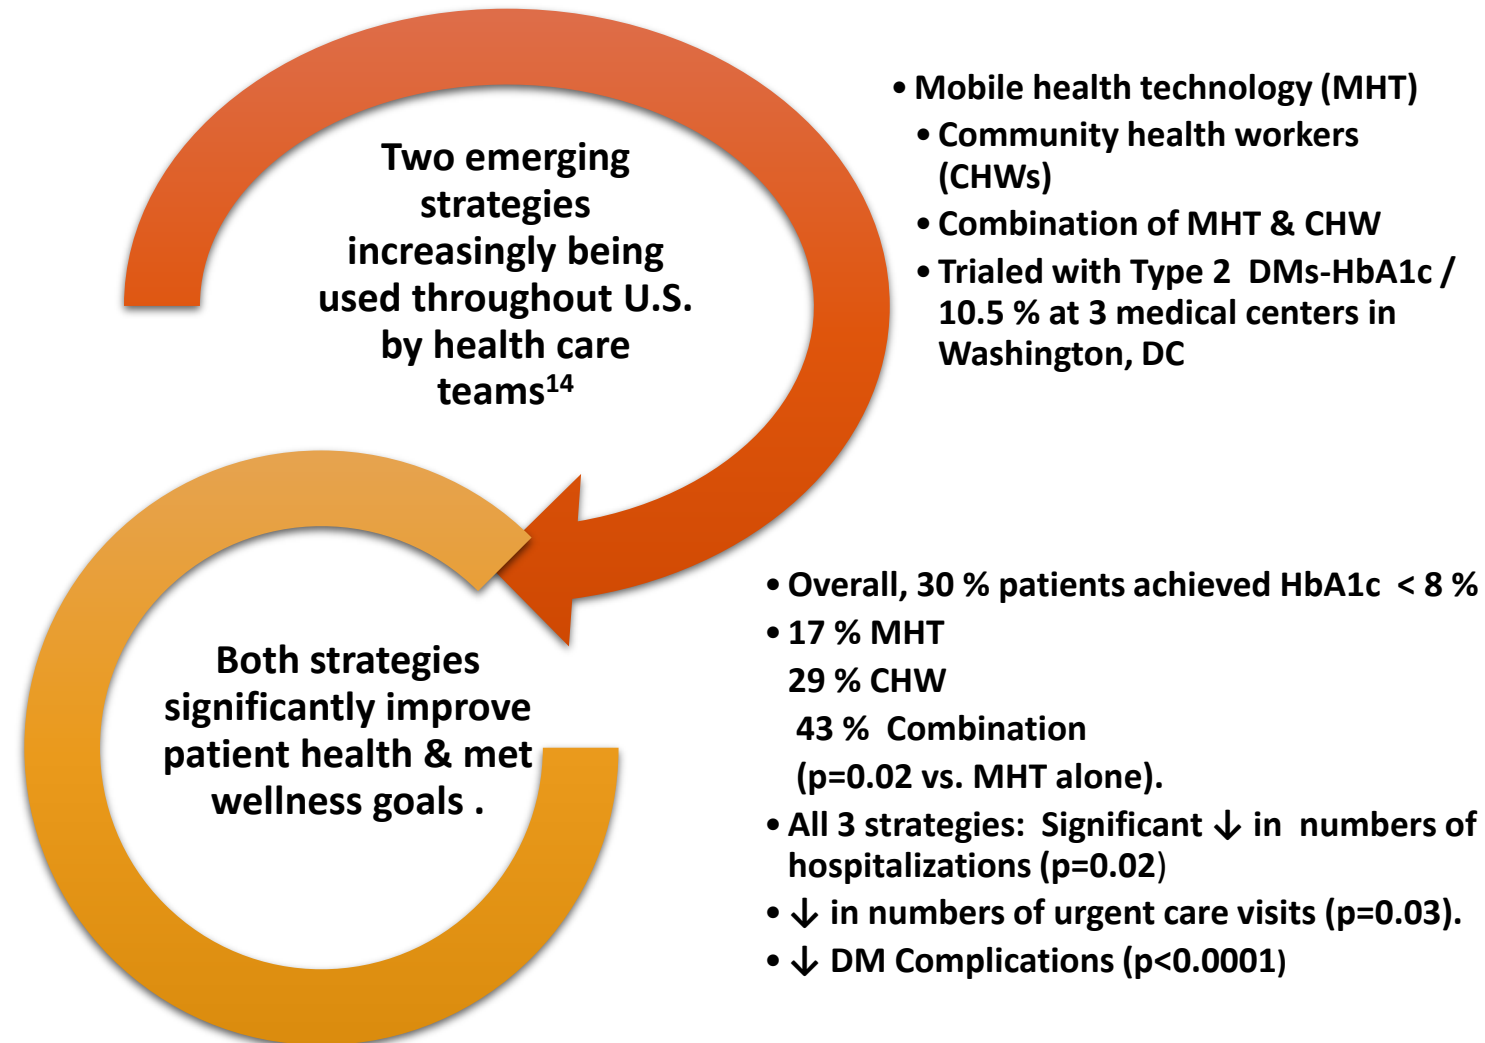 Two emerging
strategies
increasingly being
used throughout U.S.
by health care
teams¹⁴
• Mobile health technology (MHT)
• Community health workers
(CHWs)
• Combination of MHT & CHW
• Trialed with Type 2  DMs-HbA1c /
10.5 % at 3 medical centers in
Washington, DC
Both strategies
significantly improve
patient health & met
wellness goals .
• Overall, 30 % patients achieved HbA1c  < 8 %
• 17 % MHT
29 % CHW
43 %  Combination
(p=0.02 vs. MHT alone).
• All 3 strategies:  Significant ↓ in  numbers of
hospitalizations (p=0.02)
• ↓ in numbers of urgent care visits (p=0.03).
• ↓ DM Complications (p<0.0001)